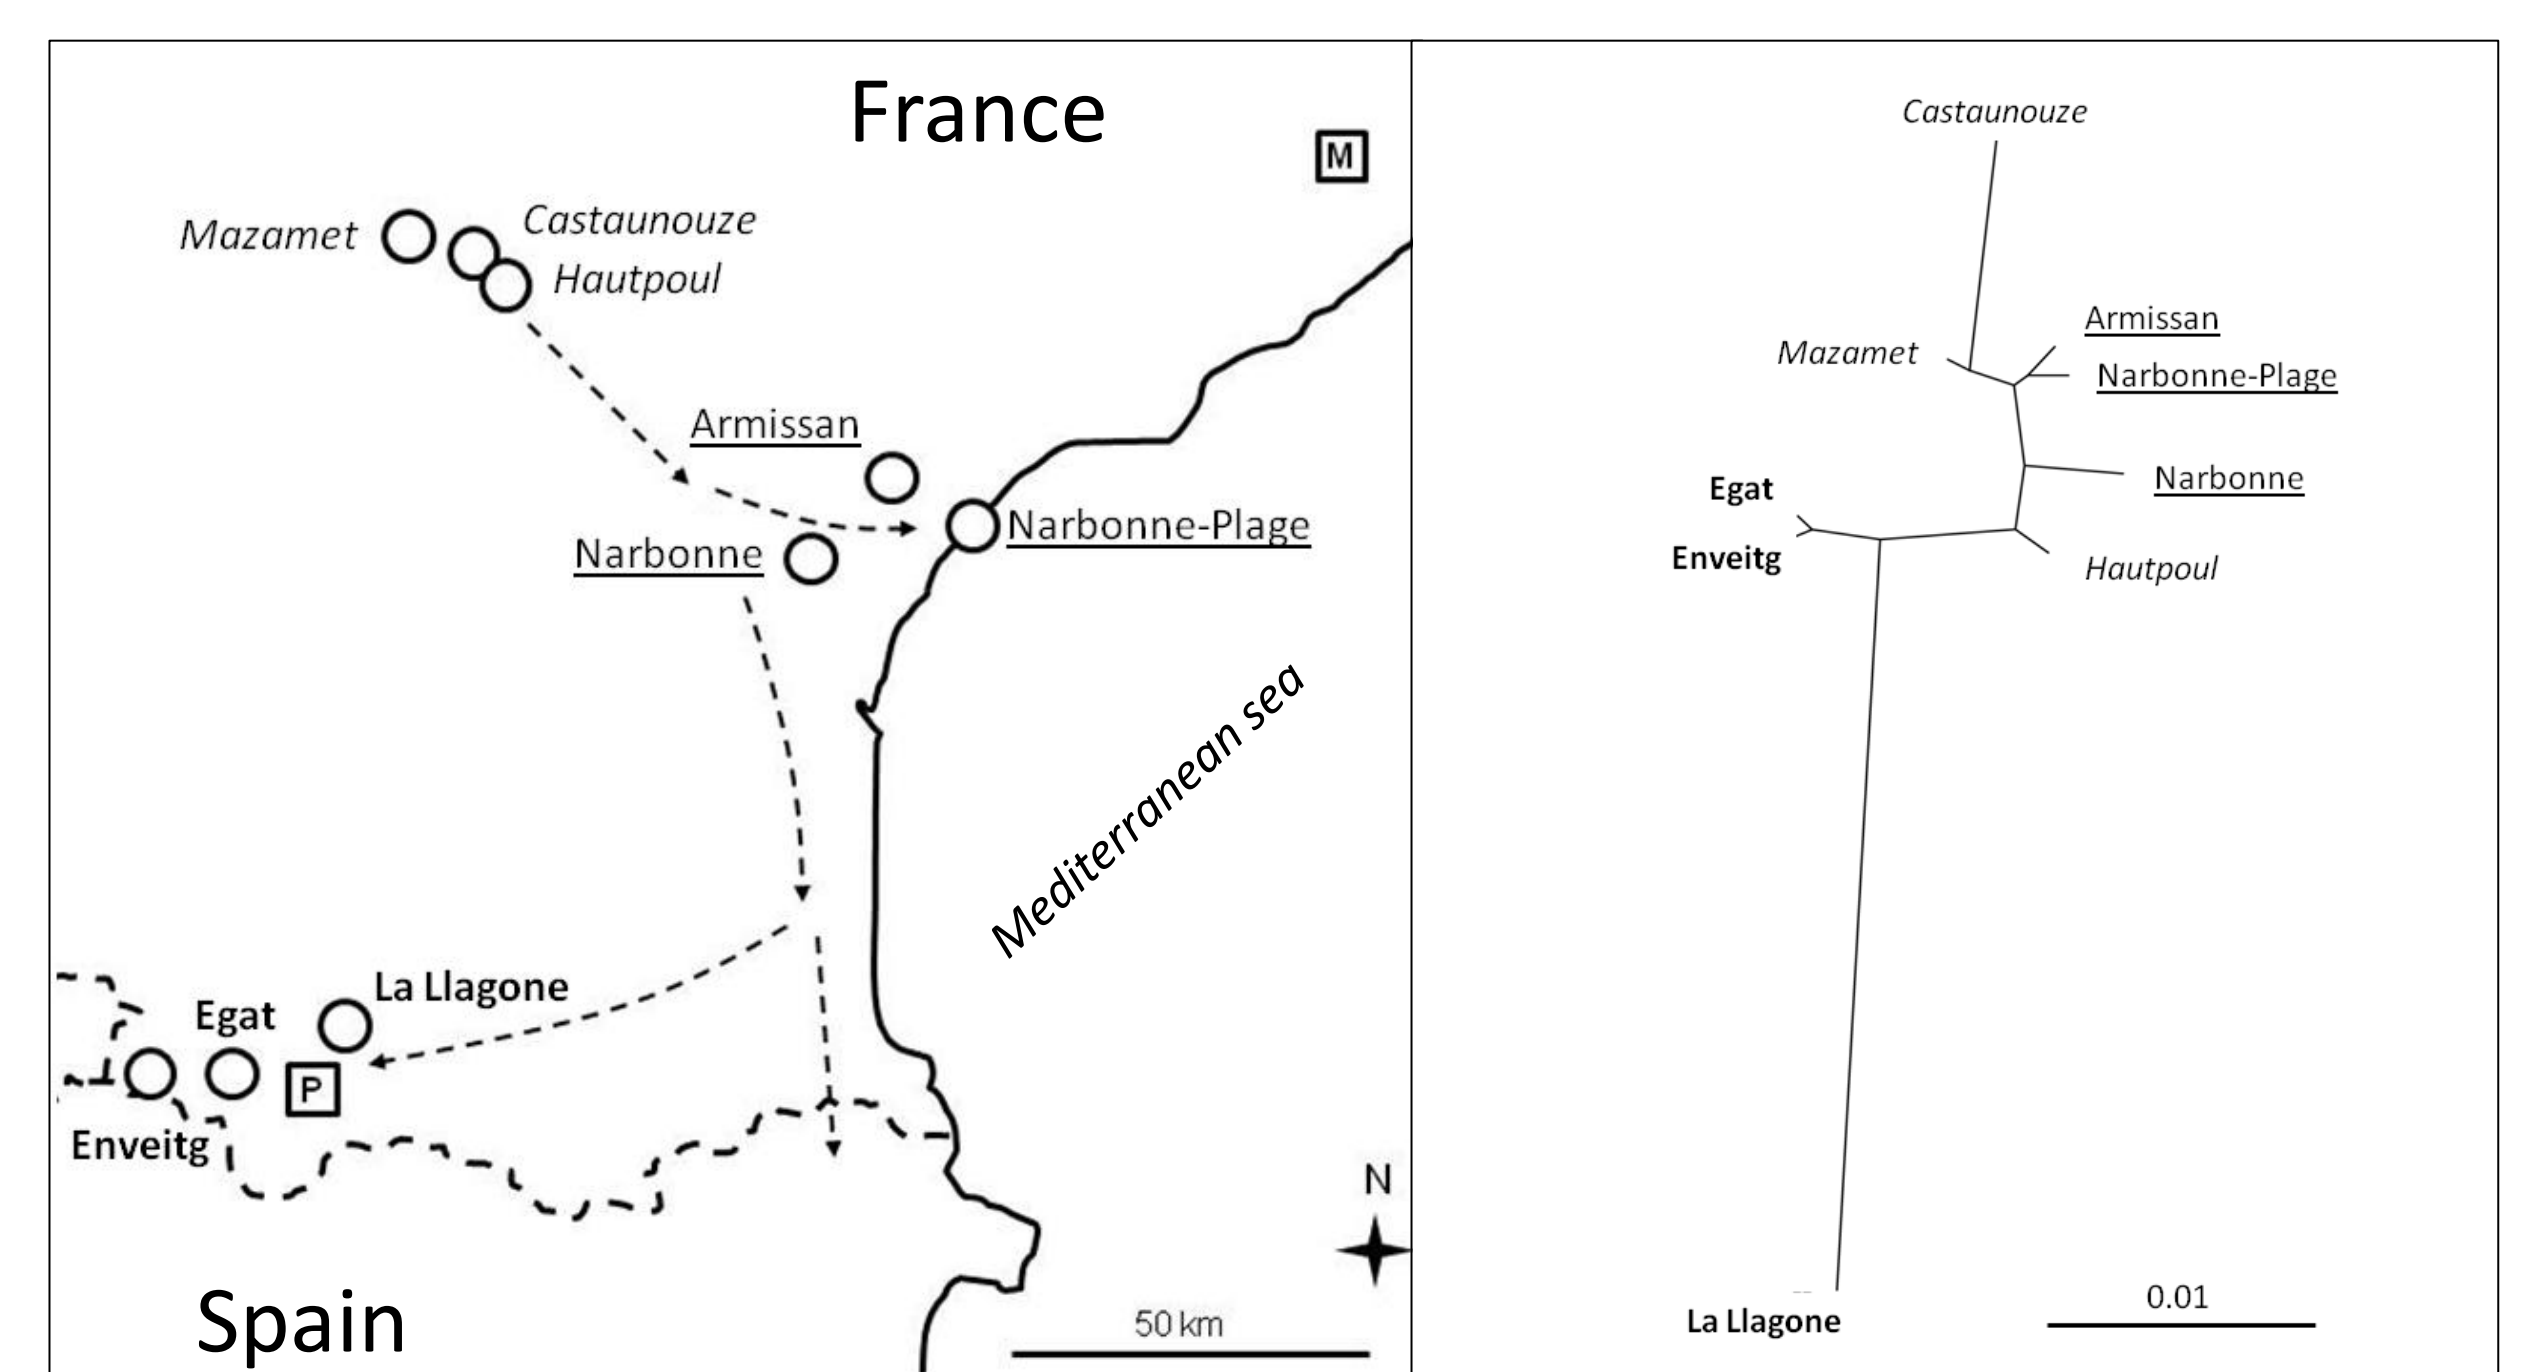 France
M
Mazamet
Castaunouze
Hautpoul
Armissan
Narbonne-Plage
Narbonne
Mediterranean sea
La Llagone
Egat
P
Enveitg
N
Spain
50 km
Castaunouze
Armissan
Mazamet
Narbonne-Plage
Egat
Narbonne
Enveitg
Hautpoul
0.01
La Llagone